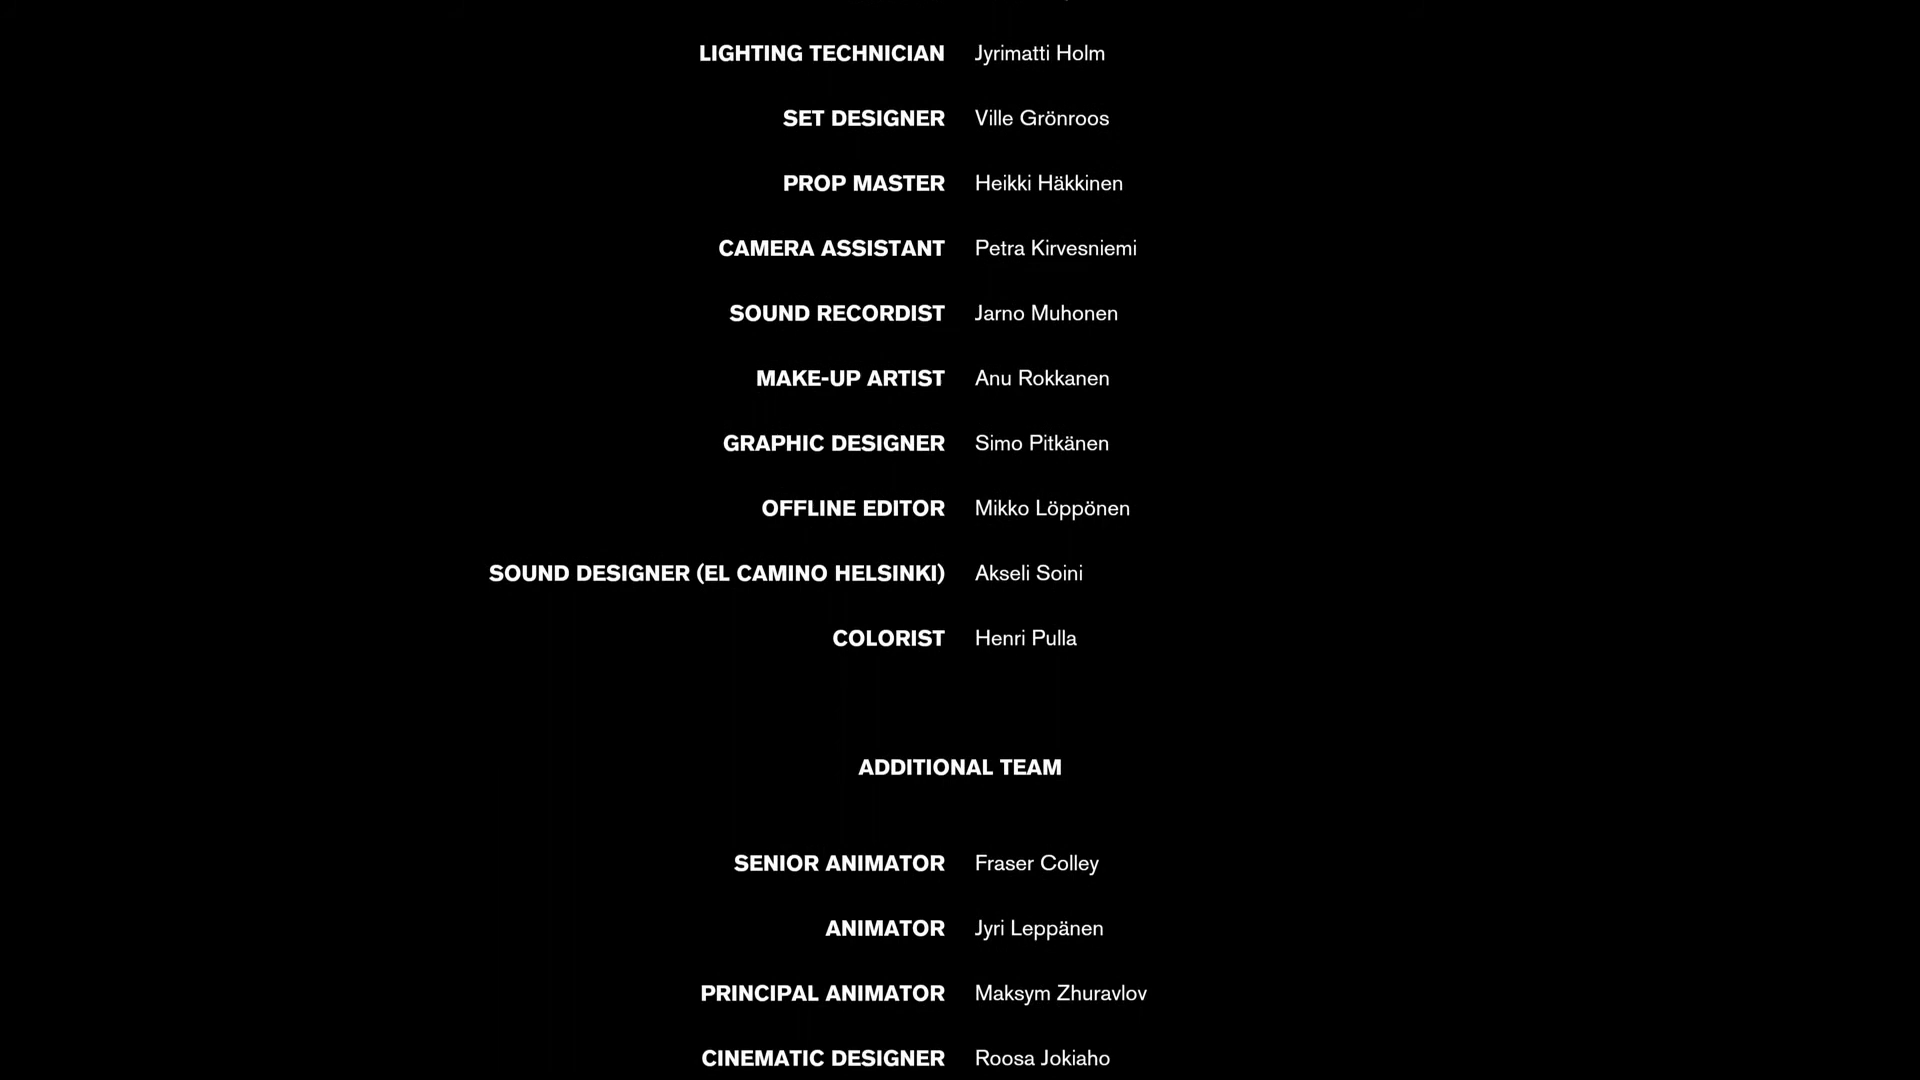 LIGHTING TECHNICIAN Jyrimatti Holm
SET DESIGNER Ville Grönroos
PROP MASTER Heikki Häkkinen
CAMERA ASSISTANT Petra Kirvesniemi
SOUND RECORDIST Jarno Muhonen
MAKE-UP ARTIST Anu Rokkanen
GRAPHIC DESIGNER Simo Pitkänen
OFFLINE EDITOR Mikko Löppönen
SOUND DESIGNER (EL CAMINO HELSINKI) Akseli Soini
COLORIST Henri Pulla
ADDITIONAL TEAM
SENIOR ANIMATOR Fraser Colley
ANIMATOR Jyri Leppänen
PRINCIPAL ANIMATOR Maksym Zhuravlov
CINEMATIC DESIGNER Roosa Jokiaho